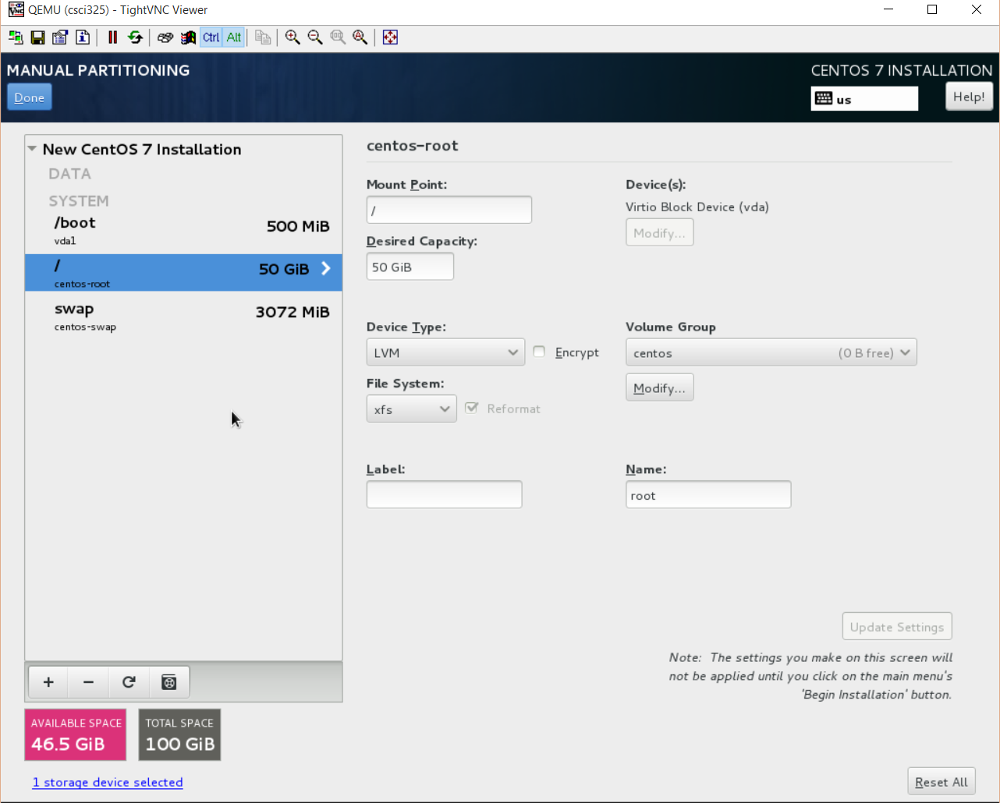 QEMU (csci325) - TightVNC Viewer
Ctrl Alt
MANUAL PARTITIONING
CENTOS 7 INSTALLATION
Done
us
Help!
New CentOS 7 Installation
DATA
SYSTEM
/boot
500 MiB
vda1
/
50 GiB
centos-root
swap
3072 MiB
centos-swap
centos-root
Mount Point:
/
Device(s):
Virtio Block Device (vda)
Modify...
Desired Capacity:
50 GiB
Device Type:
LVM
Encrypt
Volume Group
centos (0 B free)
Modify...
File System:
xfs
Reformat
Label:
Name:
root
Update Settings
Note: The settings you make on this screen will
not be applied until you click on the main menu's
'Begin Installation' button.
AVAILABLE SPACE
46.5 GiB
TOTAL SPACE
100 GiB
1 storage device selected
Reset All